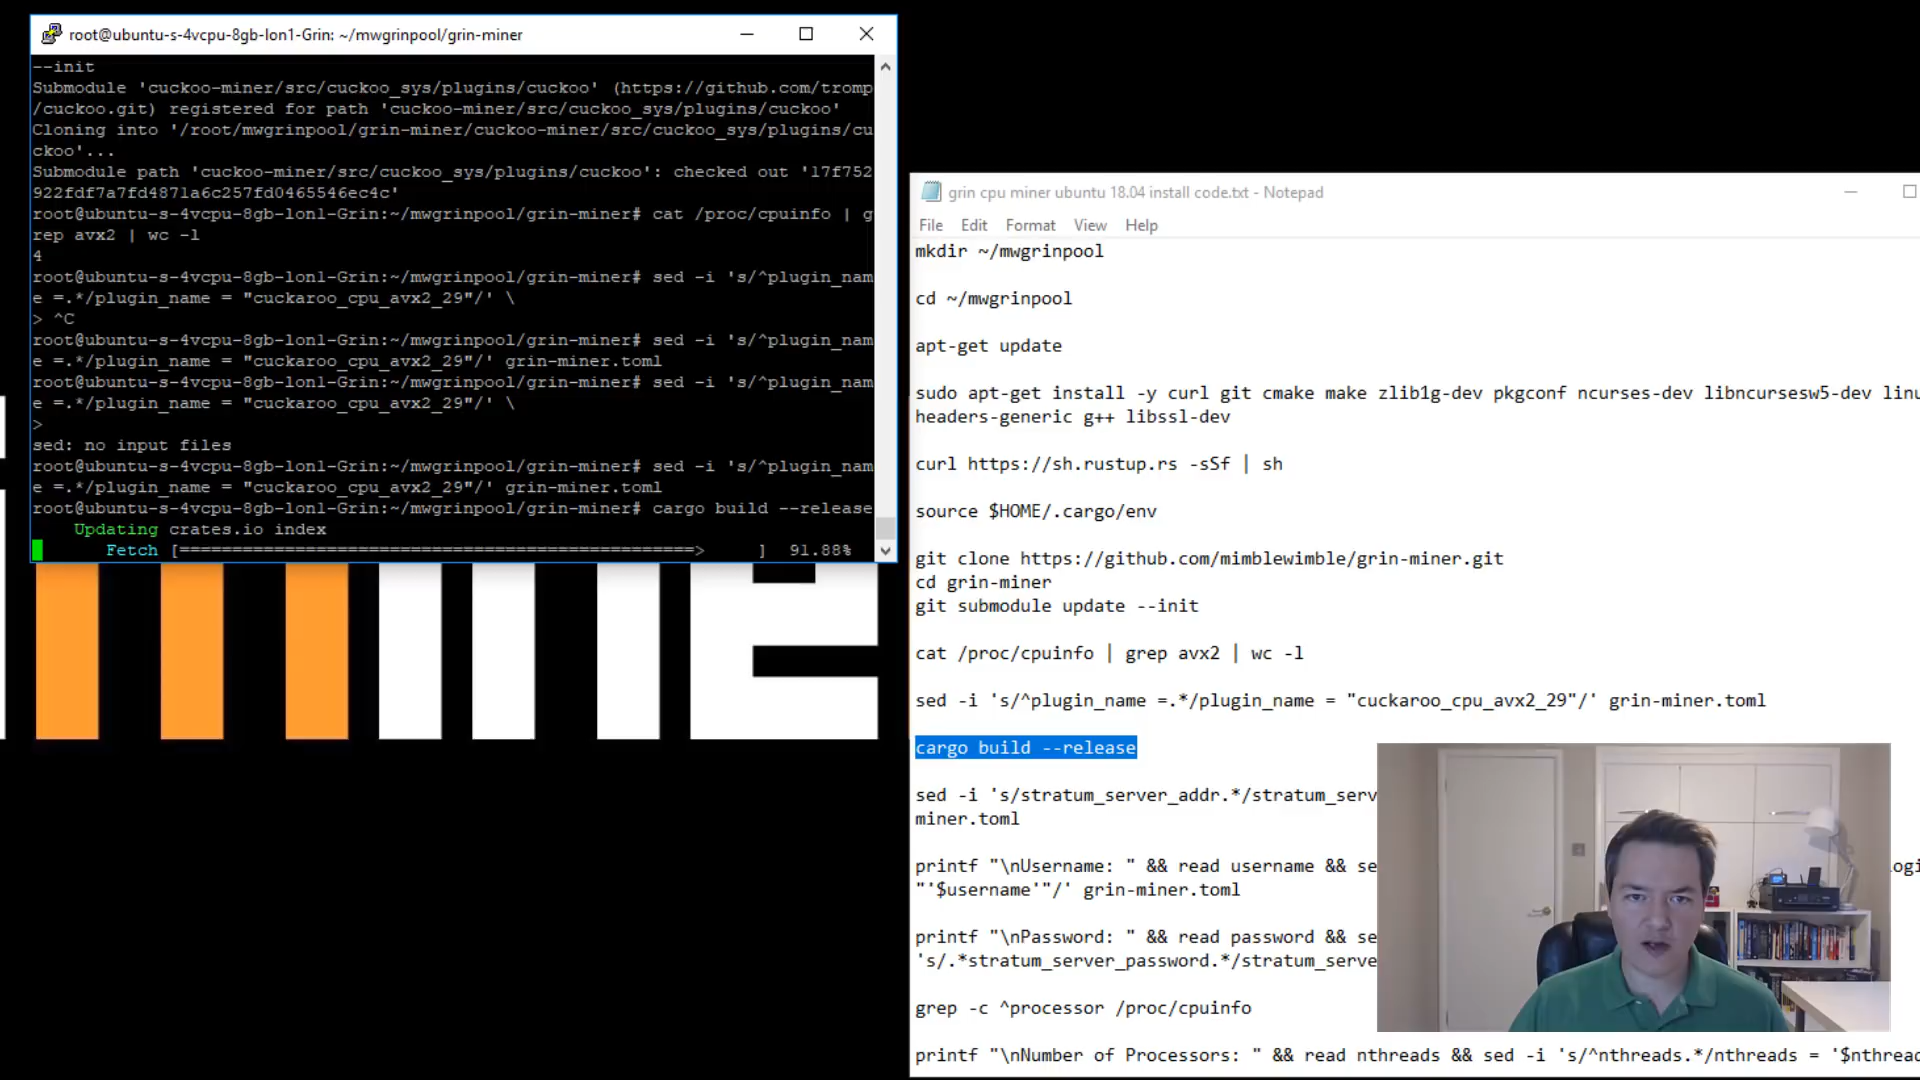 root@ubuntu-s-4vcpu-8gb-lon1-Grin: ~/mwgrinpool/grin-miner
--init
Submodule 'cuckoo-miner/src/cuckoo_sys/plugins/cuckoo' (https://github.com/tromp
/cuckoo.git) registered for path 'cuckoo-miner/src/cuckoo_sys/plugins/cuckoo'
Cloning into '/root/mwgrinpool/grin-miner/cuckoo-miner/src/cuckoo_sys/plugins/cu
ckoo'...
Submodule path 'cuckoo-miner/src/cuckoo_sys/plugins/cuckoo': checked out '17f752
922fdf7a7fd4871a6c257fd0465546ec4c'
root@ubuntu-s-4vcpu-8gb-lon1-Grin:~/mwgrinpool/grin-miner# cat /proc/cpuinfo | g
rep avx2 | wc -l
4
root@ubuntu-s-4vcpu-8gb-lon1-Grin:~/mwgrinpool/grin-miner# sed -i 's/^plugin_nam
e =.*/plugin_name = "cuckaroo_cpu_avx2_29"/' \
> ^C
root@ubuntu-s-4vcpu-8gb-lon1-Grin:~/mwgrinpool/grin-miner# sed -i 's/^plugin_nam
e =.*/plugin_name = "cuckaroo_cpu_avx2_29"/' grin-miner.toml
root@ubuntu-s-4vcpu-8gb-lon1-Grin:~/mwgrinpool/grin-miner# sed -i 's/^plugin_nam
e =.*/plugin_name = "cuckaroo_cpu_avx2_29"/' \
>
sed: no input files
root@ubuntu-s-4vcpu-8gb-lon1-Grin:~/mwgrinpool/grin-miner# sed -i 's/^plugin_nam
e =.*/plugin_name = "cuckaroo_cpu_avx2_29"/' grin-miner.toml
root@ubuntu-s-4vcpu-8gb-lon1-Grin:~/mwgrinpool/grin-miner# cargo build --release
Updating crates.io index
Fetch [==================================================> ] 91.88%
grin cpu miner ubuntu 18.04 install code.txt - Notepad
File Edit Format View Help
mkdir ~/mwgrinpool
cd ~/mwgrinpool
apt-get update
sudo apt-get install -y curl git cmake make zlib1g-dev pkgconf ncurses-dev libncursesw5-dev linu
headers-generic g++ libssl-dev
curl https://sh.rustup.rs -sSf | sh
source $HOME/.cargo/env
git clone https://github.com/mimblewimble/grin-miner.git
cd grin-miner
git submodule update --init
cat /proc/cpuinfo | grep avx2 | wc -l
sed -i 's/^plugin_name =.*/plugin_name = "cuckaroo_cpu_avx2_29"/' grin-miner.toml
cargo build --release
sed -i 's/stratum_server_addr.*/stratum_serv
miner.toml
printf "\nUsername: " && read username && se ogi
"'$username'"/' grin-miner.toml
printf "\nPassword: " && read password && se
's/.*stratum_server_password.*/stratum_serve
grep -c ^processor /proc/cpuinfo
printf "\nNumber of Processors: " && read nthreads && sed -i 's/^nthreads.*/nthreads = '$nthread